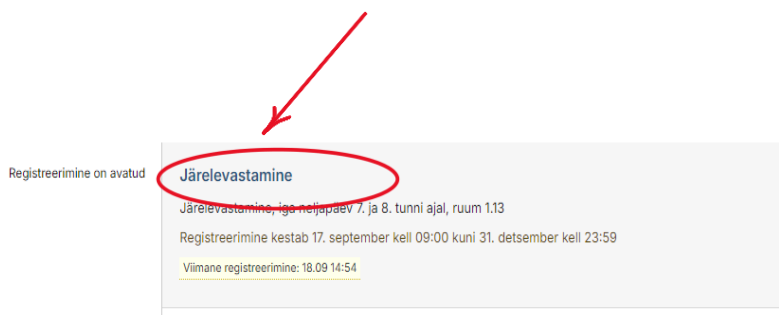 Registreerimine on avatud
Järelevastamine
Järelevastamine, iga neljapäev 7. ja 8. tunni ajal, ruum 1.13
Registreerimine kestab 17. september kell 09:00 kuni 31. detsember kell 23:59
Viimane registreerimine: 18.09 14:54